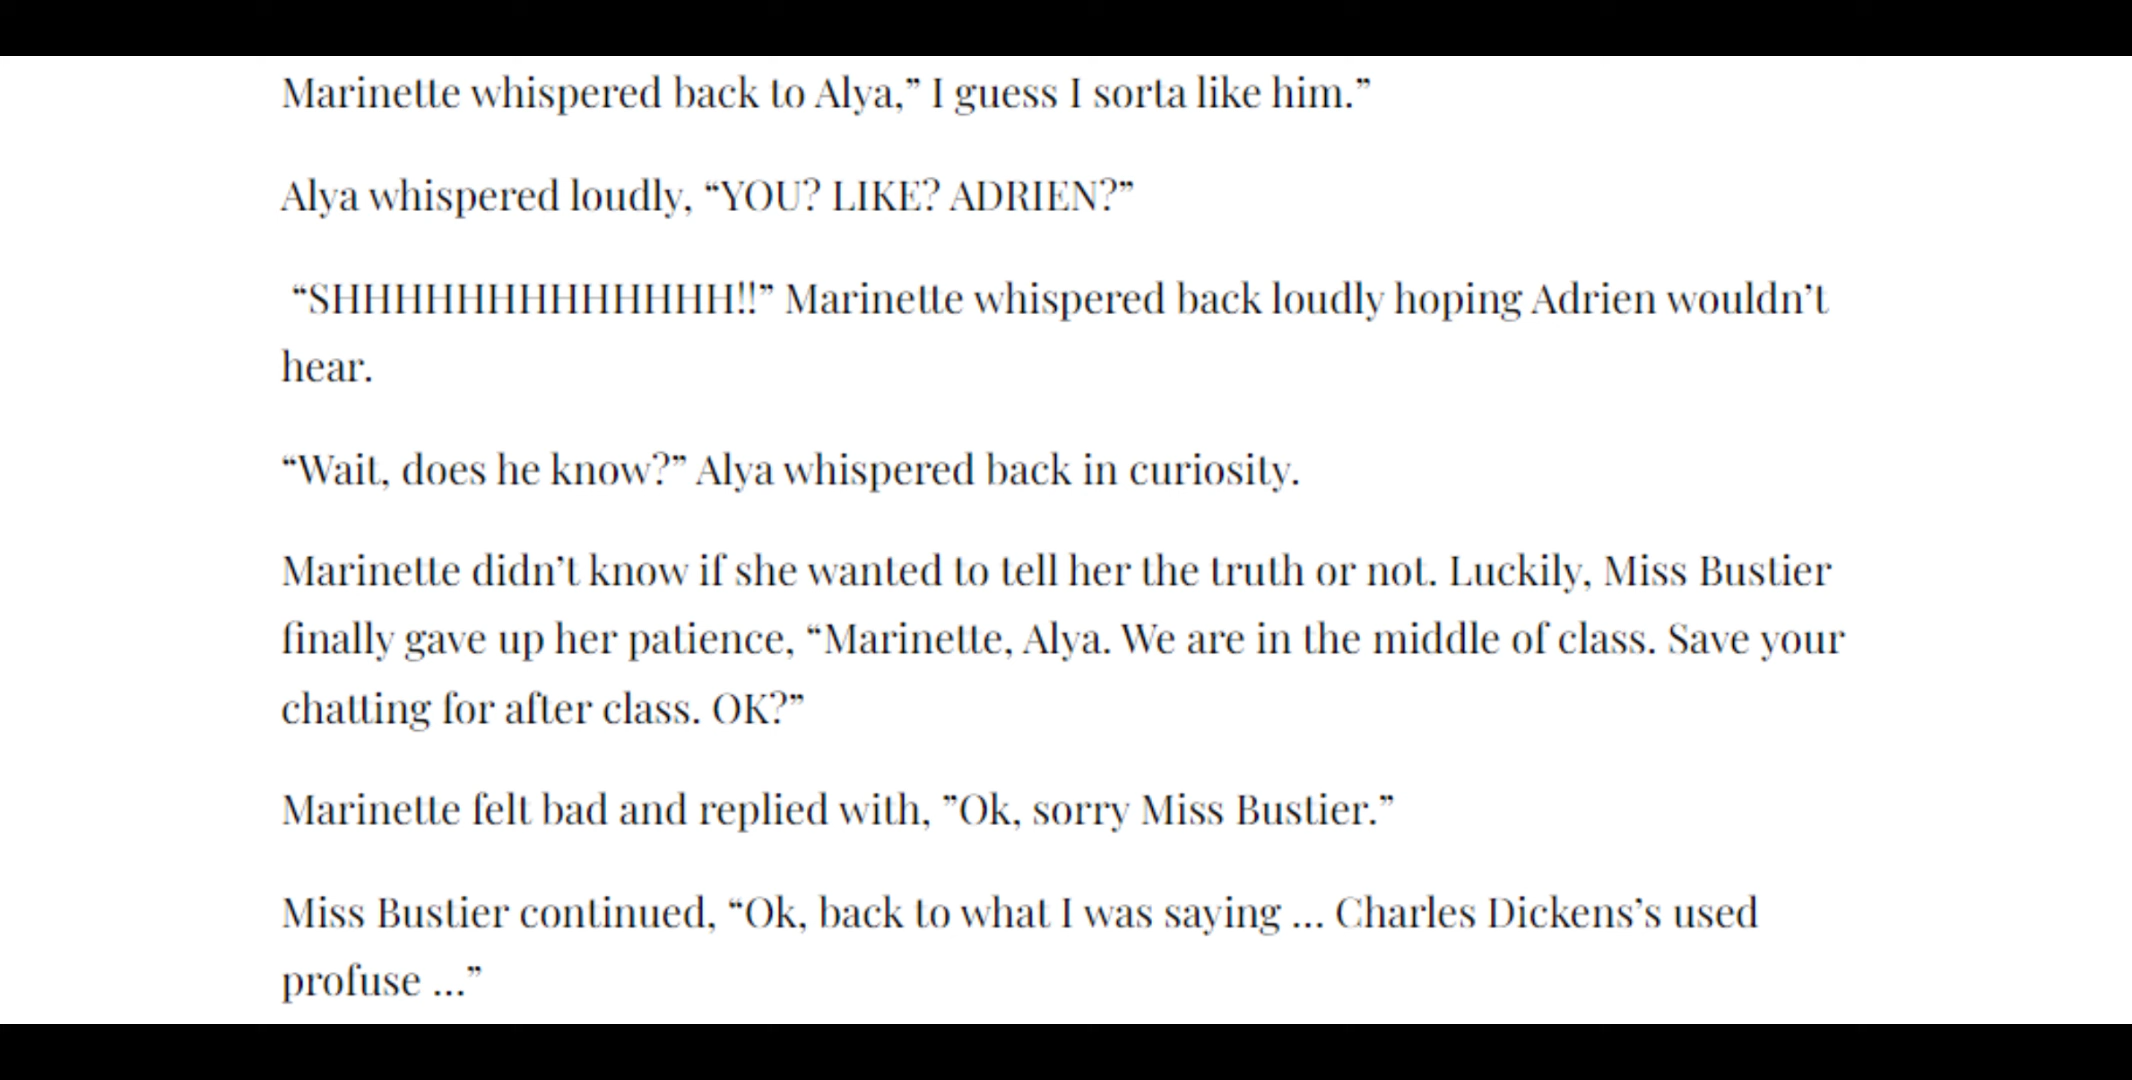 Marinette whispered back to Alya,” I guess I sorta like him.”
Alya whispered loudly, “YOU? LIKE? ADRIEN?”
“SHHHHHHHHHHHHHH!!” Marinette whispered back loudly hoping Adrien wouldn’t
hear.
“Wait, does he know?” Alya whispered back in curiosity.
Marinette didn’t know if she wanted to tell her the truth or not. Luckily, Miss Bustier
finally gave up her patience, “Marinette, Alya. We are in the middle of class. Save your
chatting for after class. OK?”
Marinette felt bad and replied with, ”Ok, sorry Miss Bustier.”
Miss Bustier continued, “Ok, back to what I was saying ... Charles Dickens’s used
profuse ...”